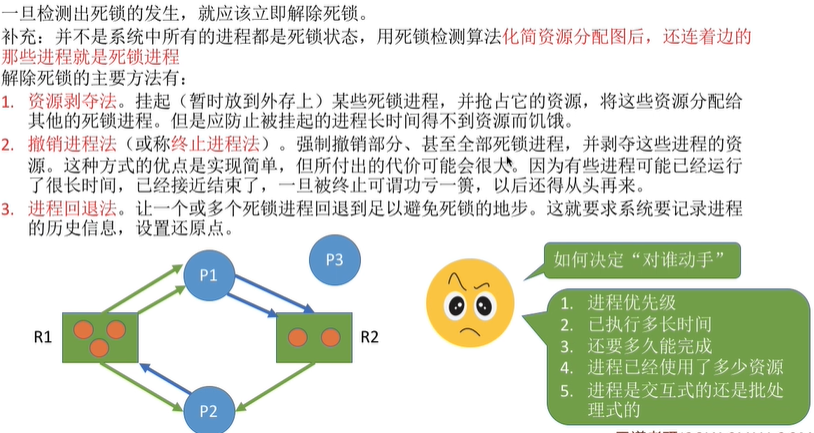 一旦检测出死锁的发生，就应该立即解除死锁。
补充：并不是系统中所有的进程都是死锁状态，用死锁检测算法化简资源分配图后，还连着边的
那些进程就是死锁进程
解除死锁的主要方法有：
1. 资源剥夺法。挂起（暂时放到外存上）某些死锁进程，并抢占它的资源，将这些资源分配给
其他的死锁进程。但是应防止被挂起的进程长时间得不到资源而饥饿。
2. 撤销进程法（或称终止进程法）。强制撤销部分、甚至全部死锁进程，并剥夺这些进程的资
源。这种方式的优点是实现简单，但所付出的代价可能会很大。因为有些进程可能已经运行
了很长时间，已经接近结束了，一旦被终止可谓功亏一篑，以后还得从头再来。
3. 进程回退法。让一个或多个死锁进程回退到足以避免死锁的地步。这就要求系统要记录进程
的历史信息，设置还原点。
P1
P3
R1
R2
P2
如何决定“对谁动手”
1. 进程优先级
2. 已执行多长时间
3. 还要多久能完成
4. 进程已经使用了多少资源
5. 进程是交互式的还是批处
理式的